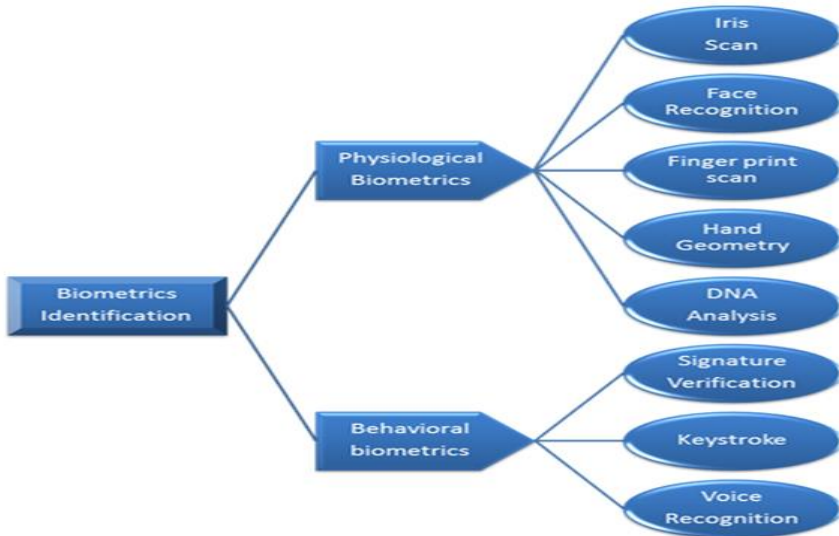 Iris
Scan
Face
Recognition
Physiological
Biometrics
Finger print
scan
Hand
Geometry
Biometrics
Identification
DNA
Analysis
Signature
Verification
Behavioral
biometrics
Keystroke
Voice
Recognition